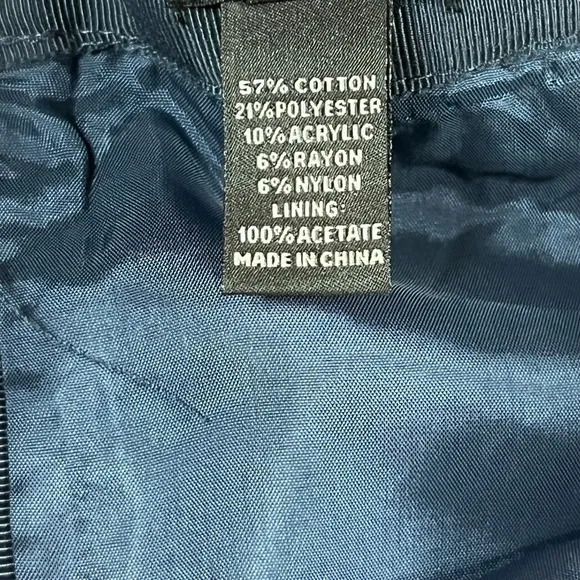 57% COTTON
21%POLYESTER
10%ACRYLIC
6%RAYON
6%NYLON
LINING:
100%ACETATE
MADE IN CHINA